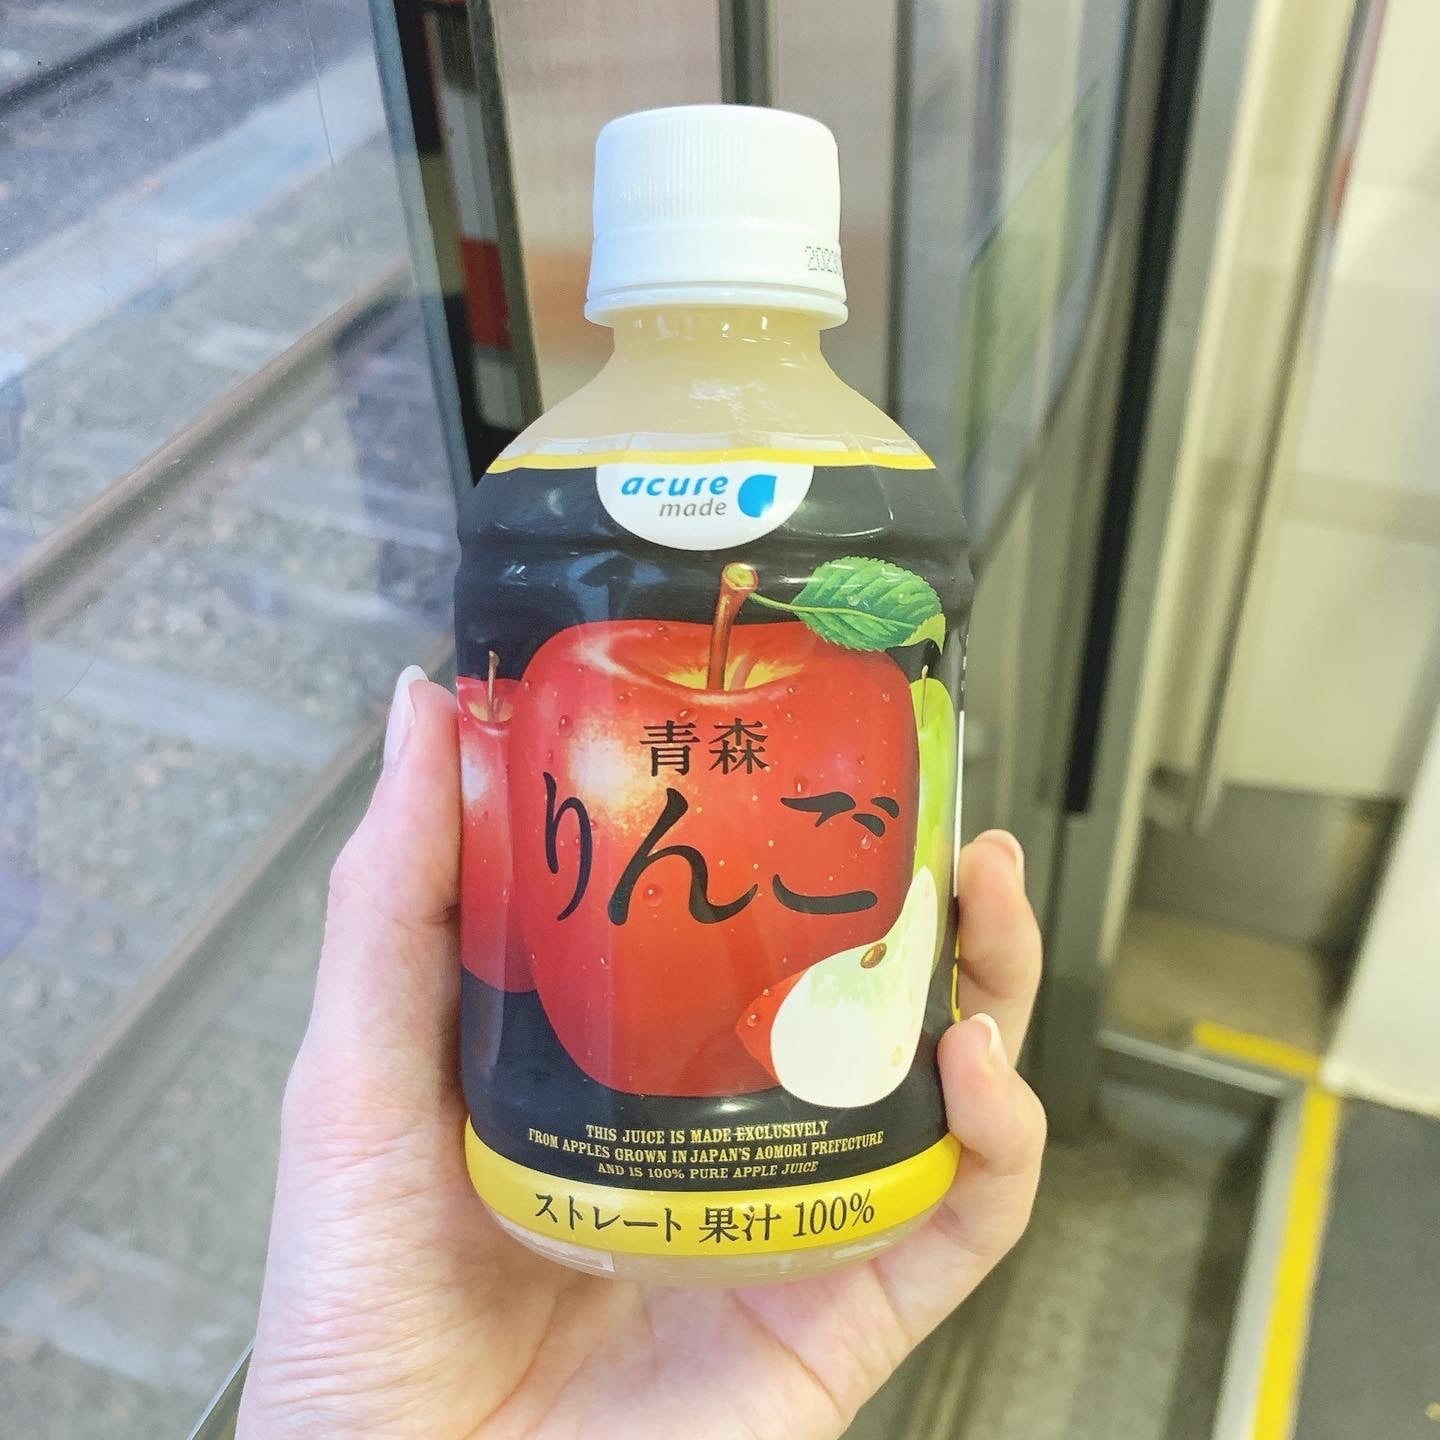 2023
acure
made
青森
りんご
THIS JUICE IS MADE EXCLUSIVELY
FROM APPLES GROWN IN JAPAN'S AOMORI PREFECTURE
AND IS 100% PURE APPLE JUICE
ストレート 果汁 100%